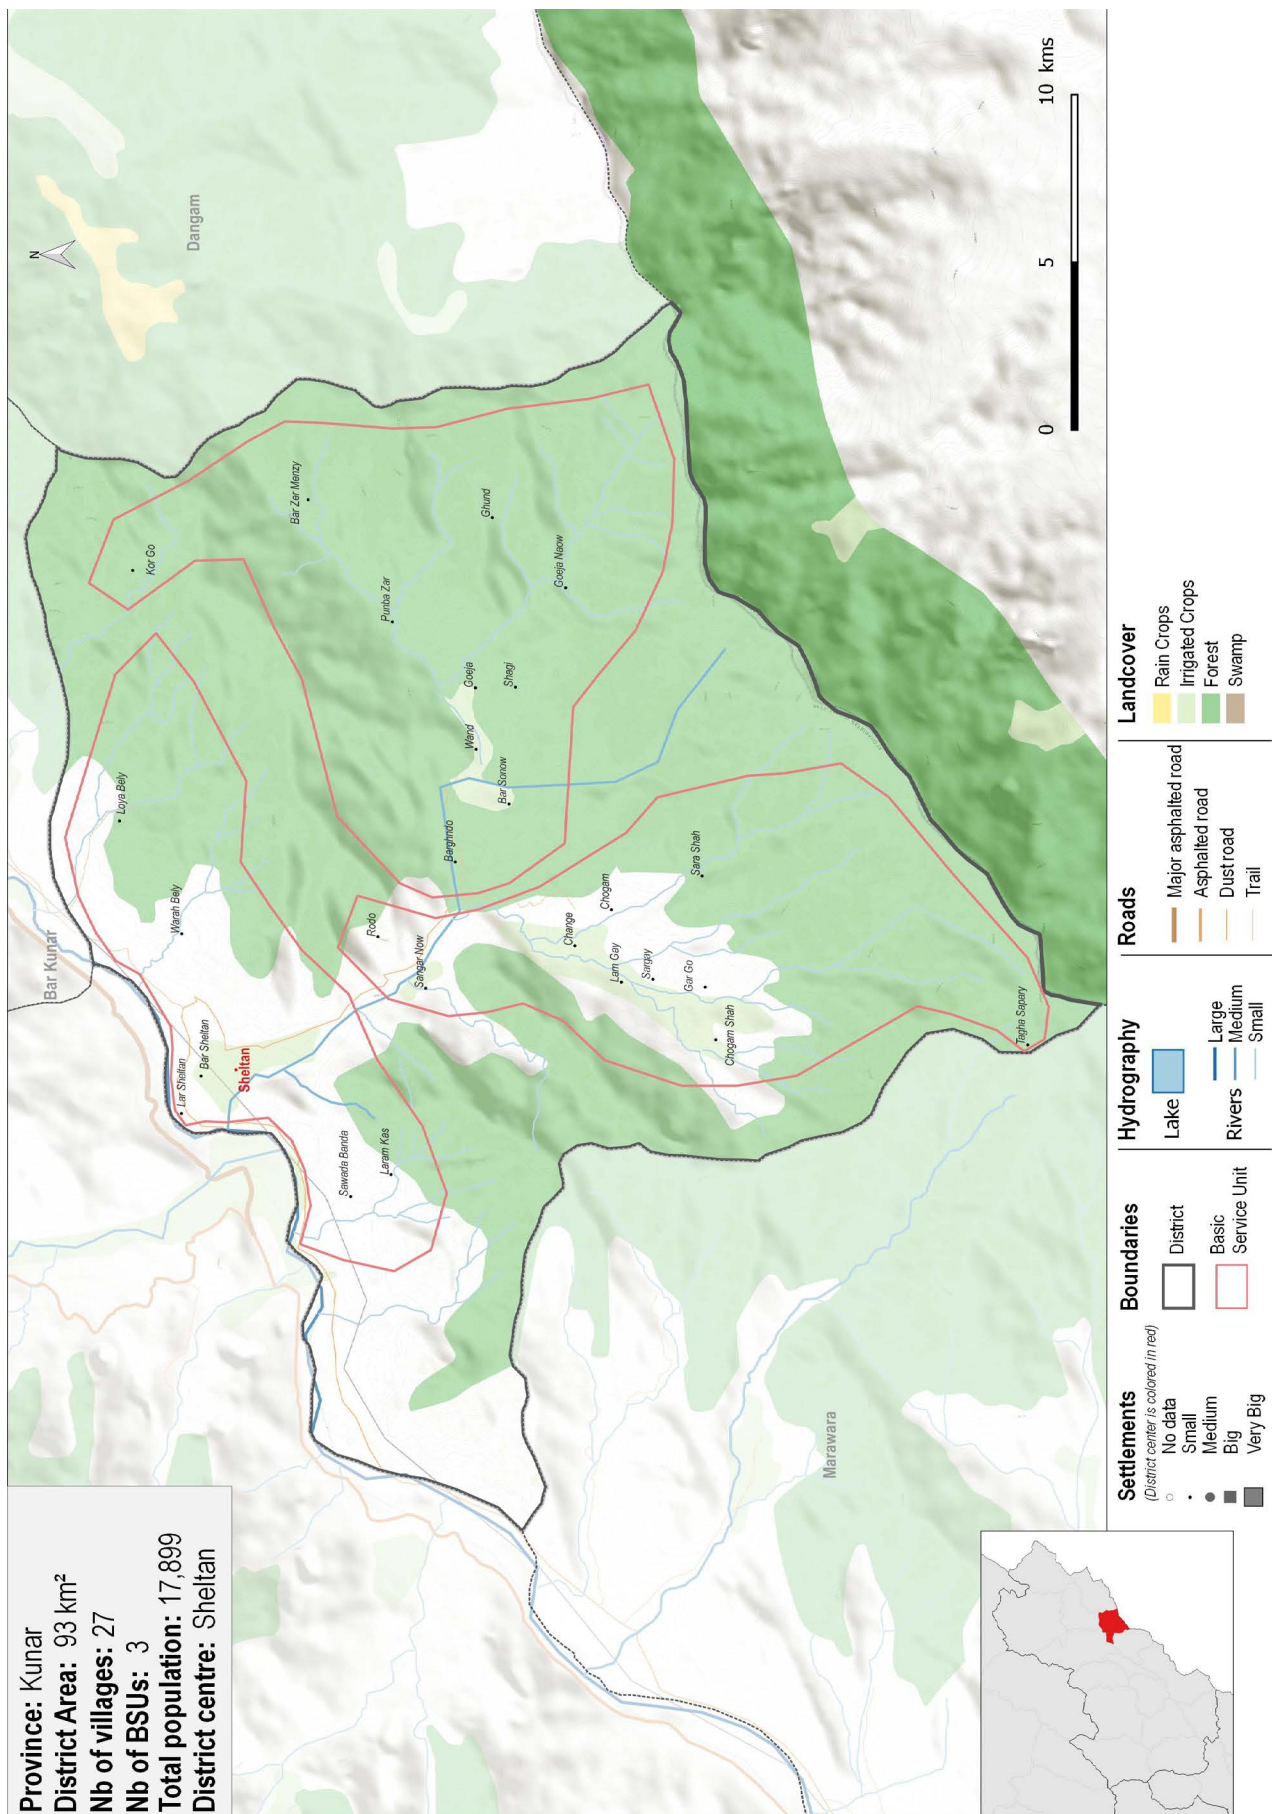 Province: Kunar
District Area: 93 km²
Nb of villages: 27
Nb of BSUs: 3
Total population: 17,899
District centre: Sheltan
N
Dangam
Bar Kunar
Marawara
Kor Go
Bar Zer Menzy
Loya Bely
Warah Bely
Punba Zar
Ghund
Goeja Naow
Goeja
Shagi
Wand
Bar Sonow
Barghndo
Rodo
Sangar Now
Lar Sheltan
Bar Sheltan
Sheltan
Sawada Banda
Laram Kas
Change
Chogam
Sara Shah
Lam Gay
Sargay
Gar Go
Chogam Shah
Tagha Sapary
0 5 10 kms
Settlements
(District center is colored in red)
No data
Small
Medium
Big
Very Big
Boundaries
District
Basic
Service Unit
Hydrography
Lake
Rivers
Large
Medium
Small
Roads
Major asphalted road
Asphalted road
Dust road
Trail
Landcover
Rain Crops
Irrigated Crops
Forest
Swamp